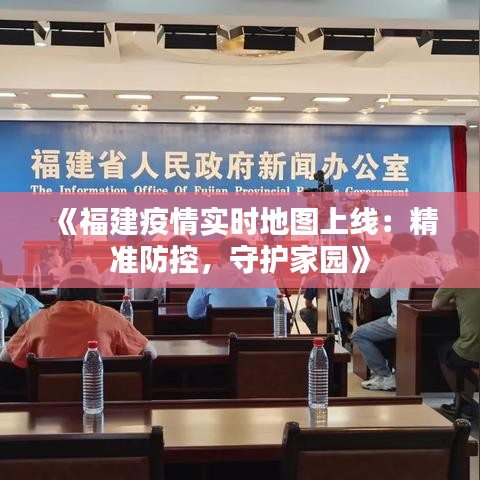 福建省人民政府新闻办公室
The Information Office Of Fujian Provincial People's Government
《福建疫情实时地图上线：精
准防控，守护家园》